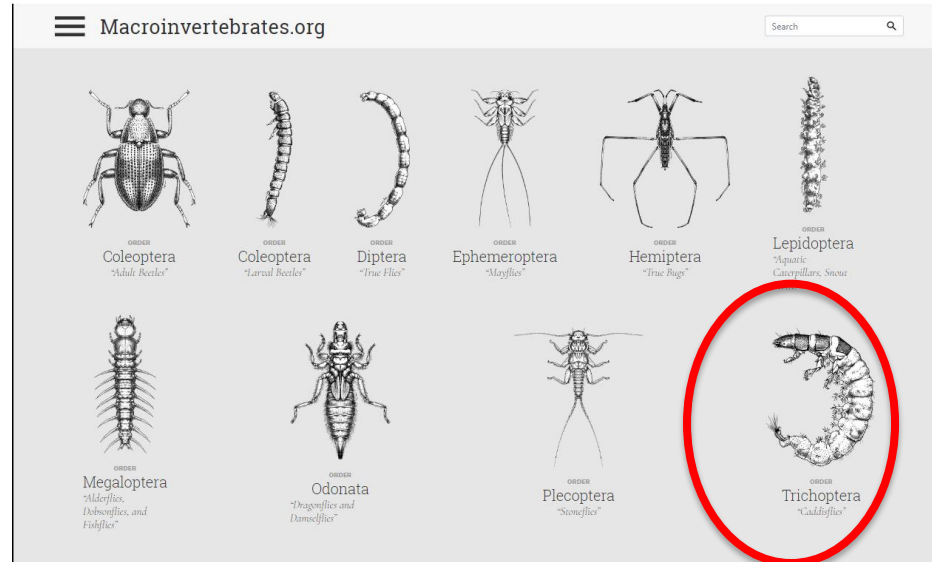 Macroinvertebrates.org
Search
ORDER
Coleoptera
"Adult Beetles"
ORDER
Coleoptera
"Larval Beetles"
ORDER
Diptera
"True Flies"
ORDER
Ephemeroptera
"Mayflies"
ORDER
Hemiptera
"True Bugs"
ORDER
Lepidoptera
"Aquatic
Caterpillars, Snout
ORDER
Megaloptera
"Alderflies,
Dobsonflies, and
Fishflies"
ORDER
Odonata
"Dragonflies and
Damselflies"
ORDER
Plecoptera
"Stoneflies"
ORDER
Trichoptera
"Caddisflies"